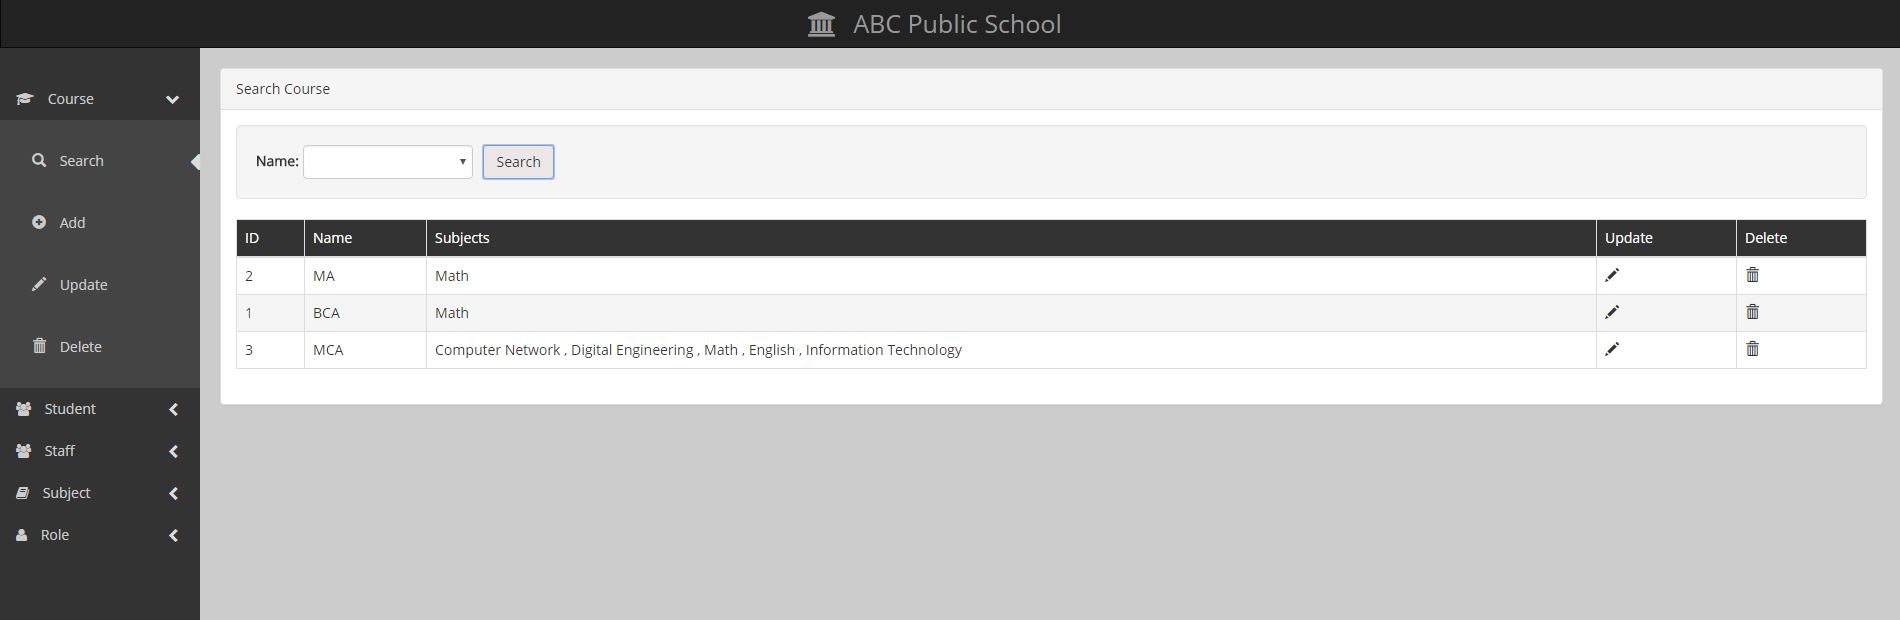 ABC Public School
Course
Search
Add
Update
Delete
Student
Staff
Subject
Role
Search Course
Name: Search
ID Name Subjects Update Delete
2 MA Math
1 BCA Math
3 MCA Computer Network , Digital Engineering , Math , English , Information Technology